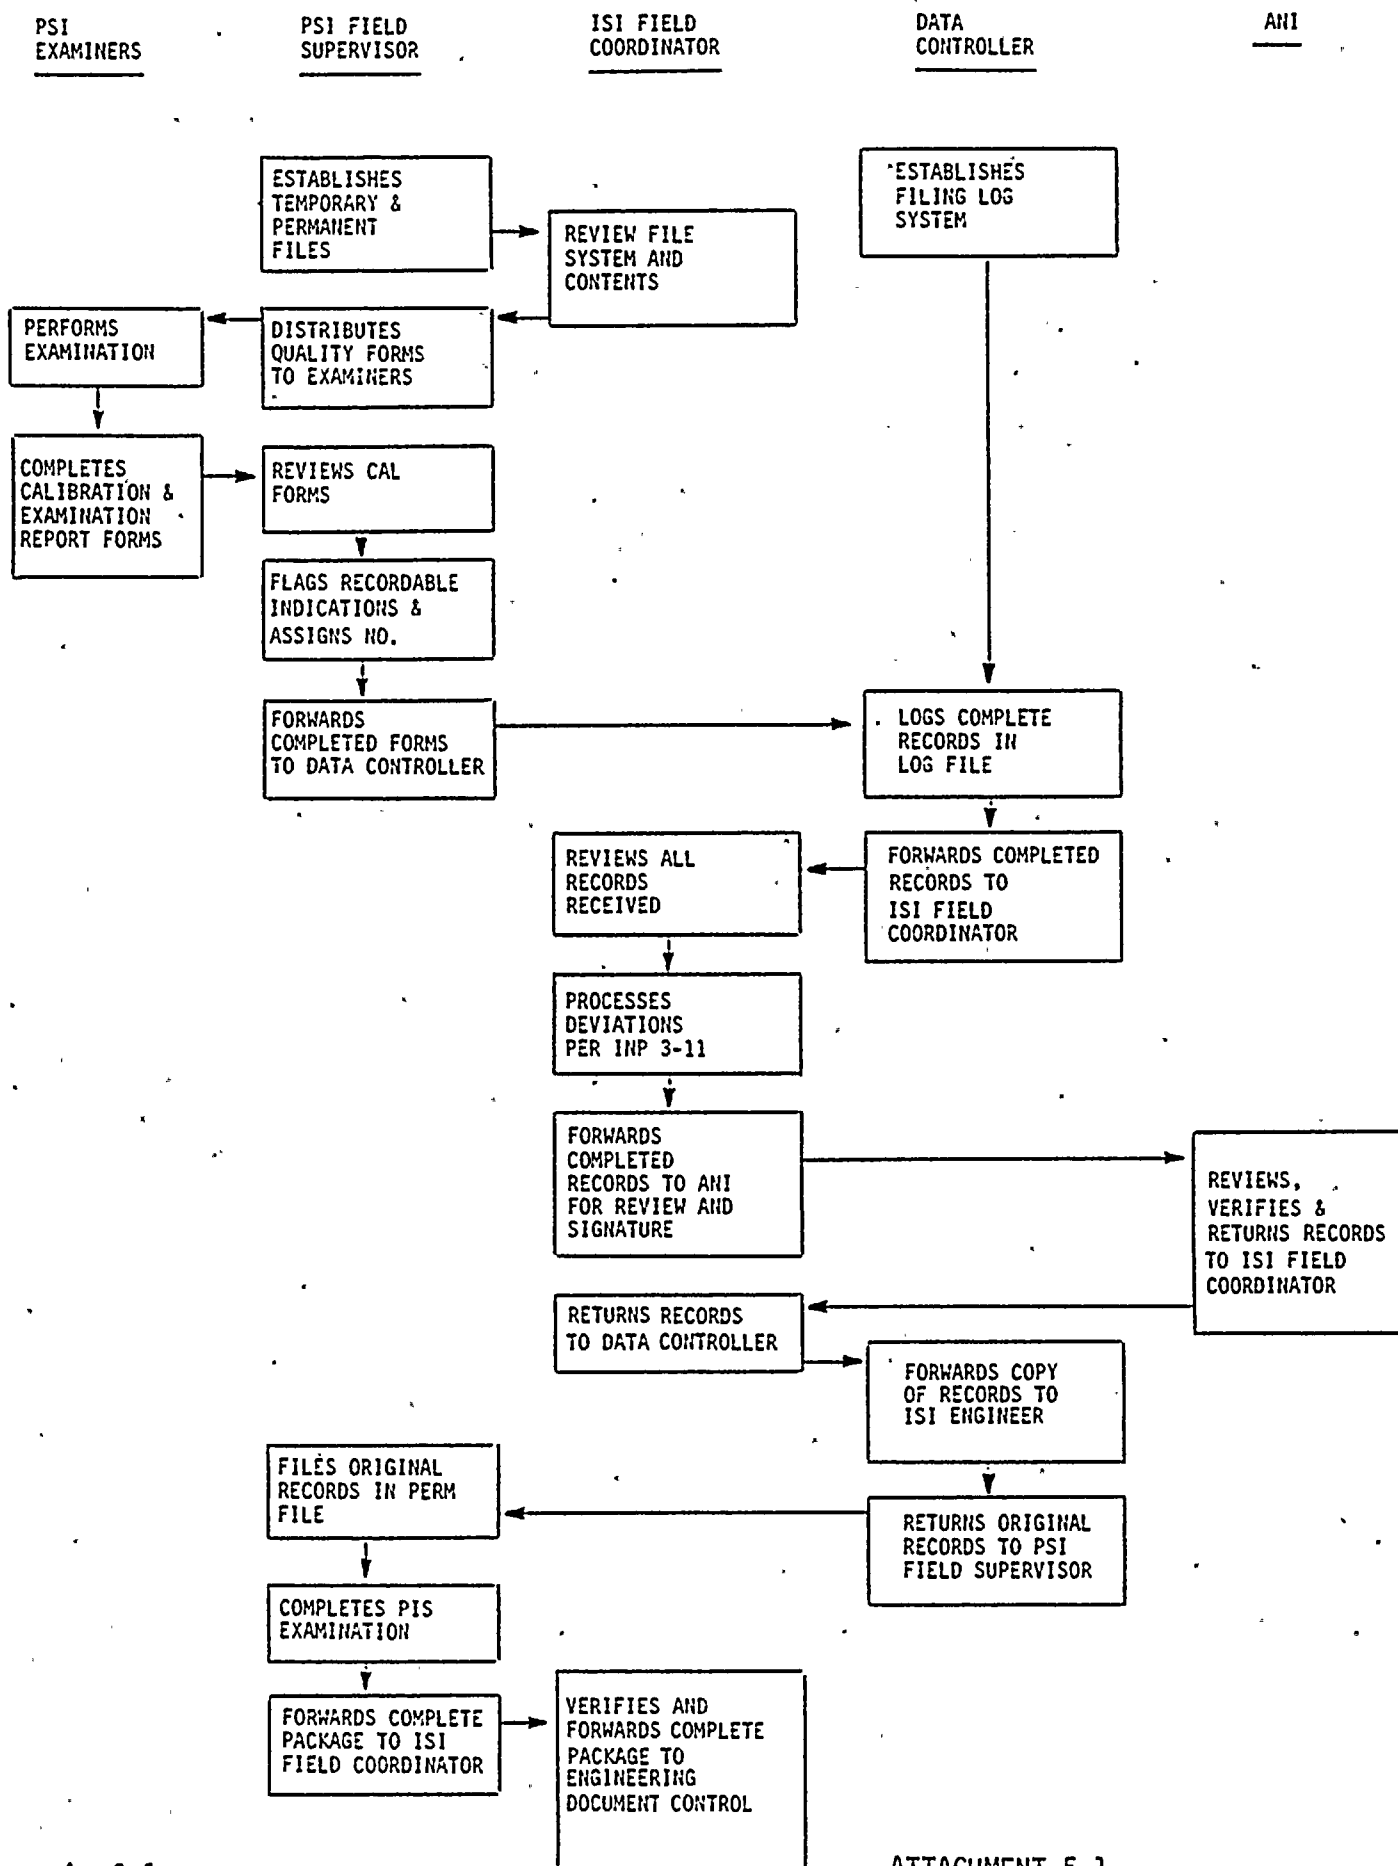 PSI
EXAMINERS
PSI FIELD
SUPERVISOR
ISI FIELD
COORDINATOR
DATA
CONTROLLER
ANI
ESTABLISHES
TEMPORARY &
PERMANENT
FILES
REVIEW FILE
SYSTEM AND
CONTENTS
ESTABLISHES
FILING LOG
SYSTEM
PERFORMS
EXAMINATION
DISTRIBUTES
QUALITY FORMS
TO EXAMINERS
COMPLETES
CALIBRATION &
EXAMINATION
REPORT FORMS
REVIEWS CAL
FORMS
FLAGS RECORDABLE
INDICATIONS &
ASSIGNS NO.
FORWARDS
COMPLETED FORMS
TO DATA CONTROLLER
LOGS COMPLETE
RECORDS IN
LOG FILE
REVIEWS ALL
RECORDS
RECEIVED
FORWARDS COMPLETED
RECORDS TO
ISI FIELD
COORDINATOR
PROCESSES
DEVIATIONS
PER INP 3-11
FORWARDS
COMPLETED
RECORDS TO ANI
FOR REVIEW AND
SIGNATURE
REVIEWS,
VERIFIES &
RETURNS RECORDS
TO ISI FIELD
COORDINATOR
RETURNS RECORDS
TO DATA CONTROLLER
FORWARDS COPY
OF RECORDS TO
ISI ENGINEER
FILES ORIGINAL
RECORDS IN PERM
FILE
RETURNS ORIGINAL
RECORDS TO PSI
FIELD SUPERVISOR
COMPLETES PIS
EXAMINATION
FORWARDS COMPLETE
PACKAGE TO ISI
FIELD COORDINATOR
VERIFIES AND
FORWARDS COMPLETE
PACKAGE TO
ENGINEERING
DOCUMENT CONTROL
ATTACHMENT 5.1